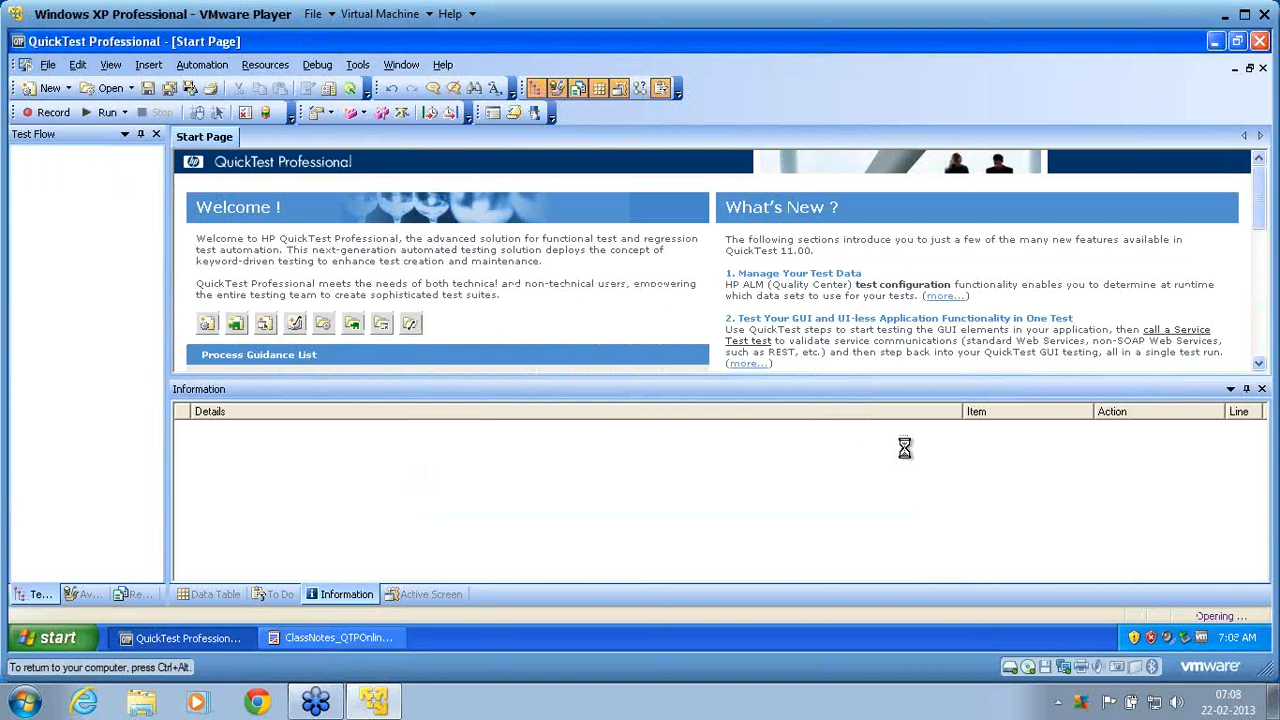 Windows XP Professional - VMware Player File Virtual Machine Help
QTP QuickTest Professional - [Start Page]
File Edit View Insert Automation Resources Debug Tools Window Help
New Open
Record Run Stop
Test Flow
Start Page
hp QuickTest Professional
Welcome !
Welcome to HP QuickTest Professional, the advanced solution for functional test and regression
test automation. This next-generation automated testing solution deploys the concept of
keyword-driven testing to enhance test creation and maintenance.
QuickTest Professional meets the needs of both technical and non-technical users, empowering
the entire testing team to create sophisticated test suites.
Process Guidance List
What's New ?
The following sections introduce you to just a few of the many new features available in
QuickTest 11.00.
1. Manage Your Test Data
HP ALM (Quality Center) test configuration functionality enables you to determine at runtime
which data sets to use for your tests. (more...)
2. Test Your GUI and UI-less Application Functionality in One Test
Use QuickTest steps to start testing the GUI elements in your application, then call a Service
Test test to validate service communications (standard Web Services, non-SOAP Web Services,
such as REST, etc.) and then step back into your QuickTest GUI testing, all in a single test run.
(more...)
Information
Details Item Action Line
Te... Av... Re... Data Table To Do Information Active Screen
Opening ...
start QTP QuickTest Profession... ClassNotes_QTPOnlin...
7:08 AM
To return to your computer, press Ctrl+Alt.
vmware
07:08
22-02-2013